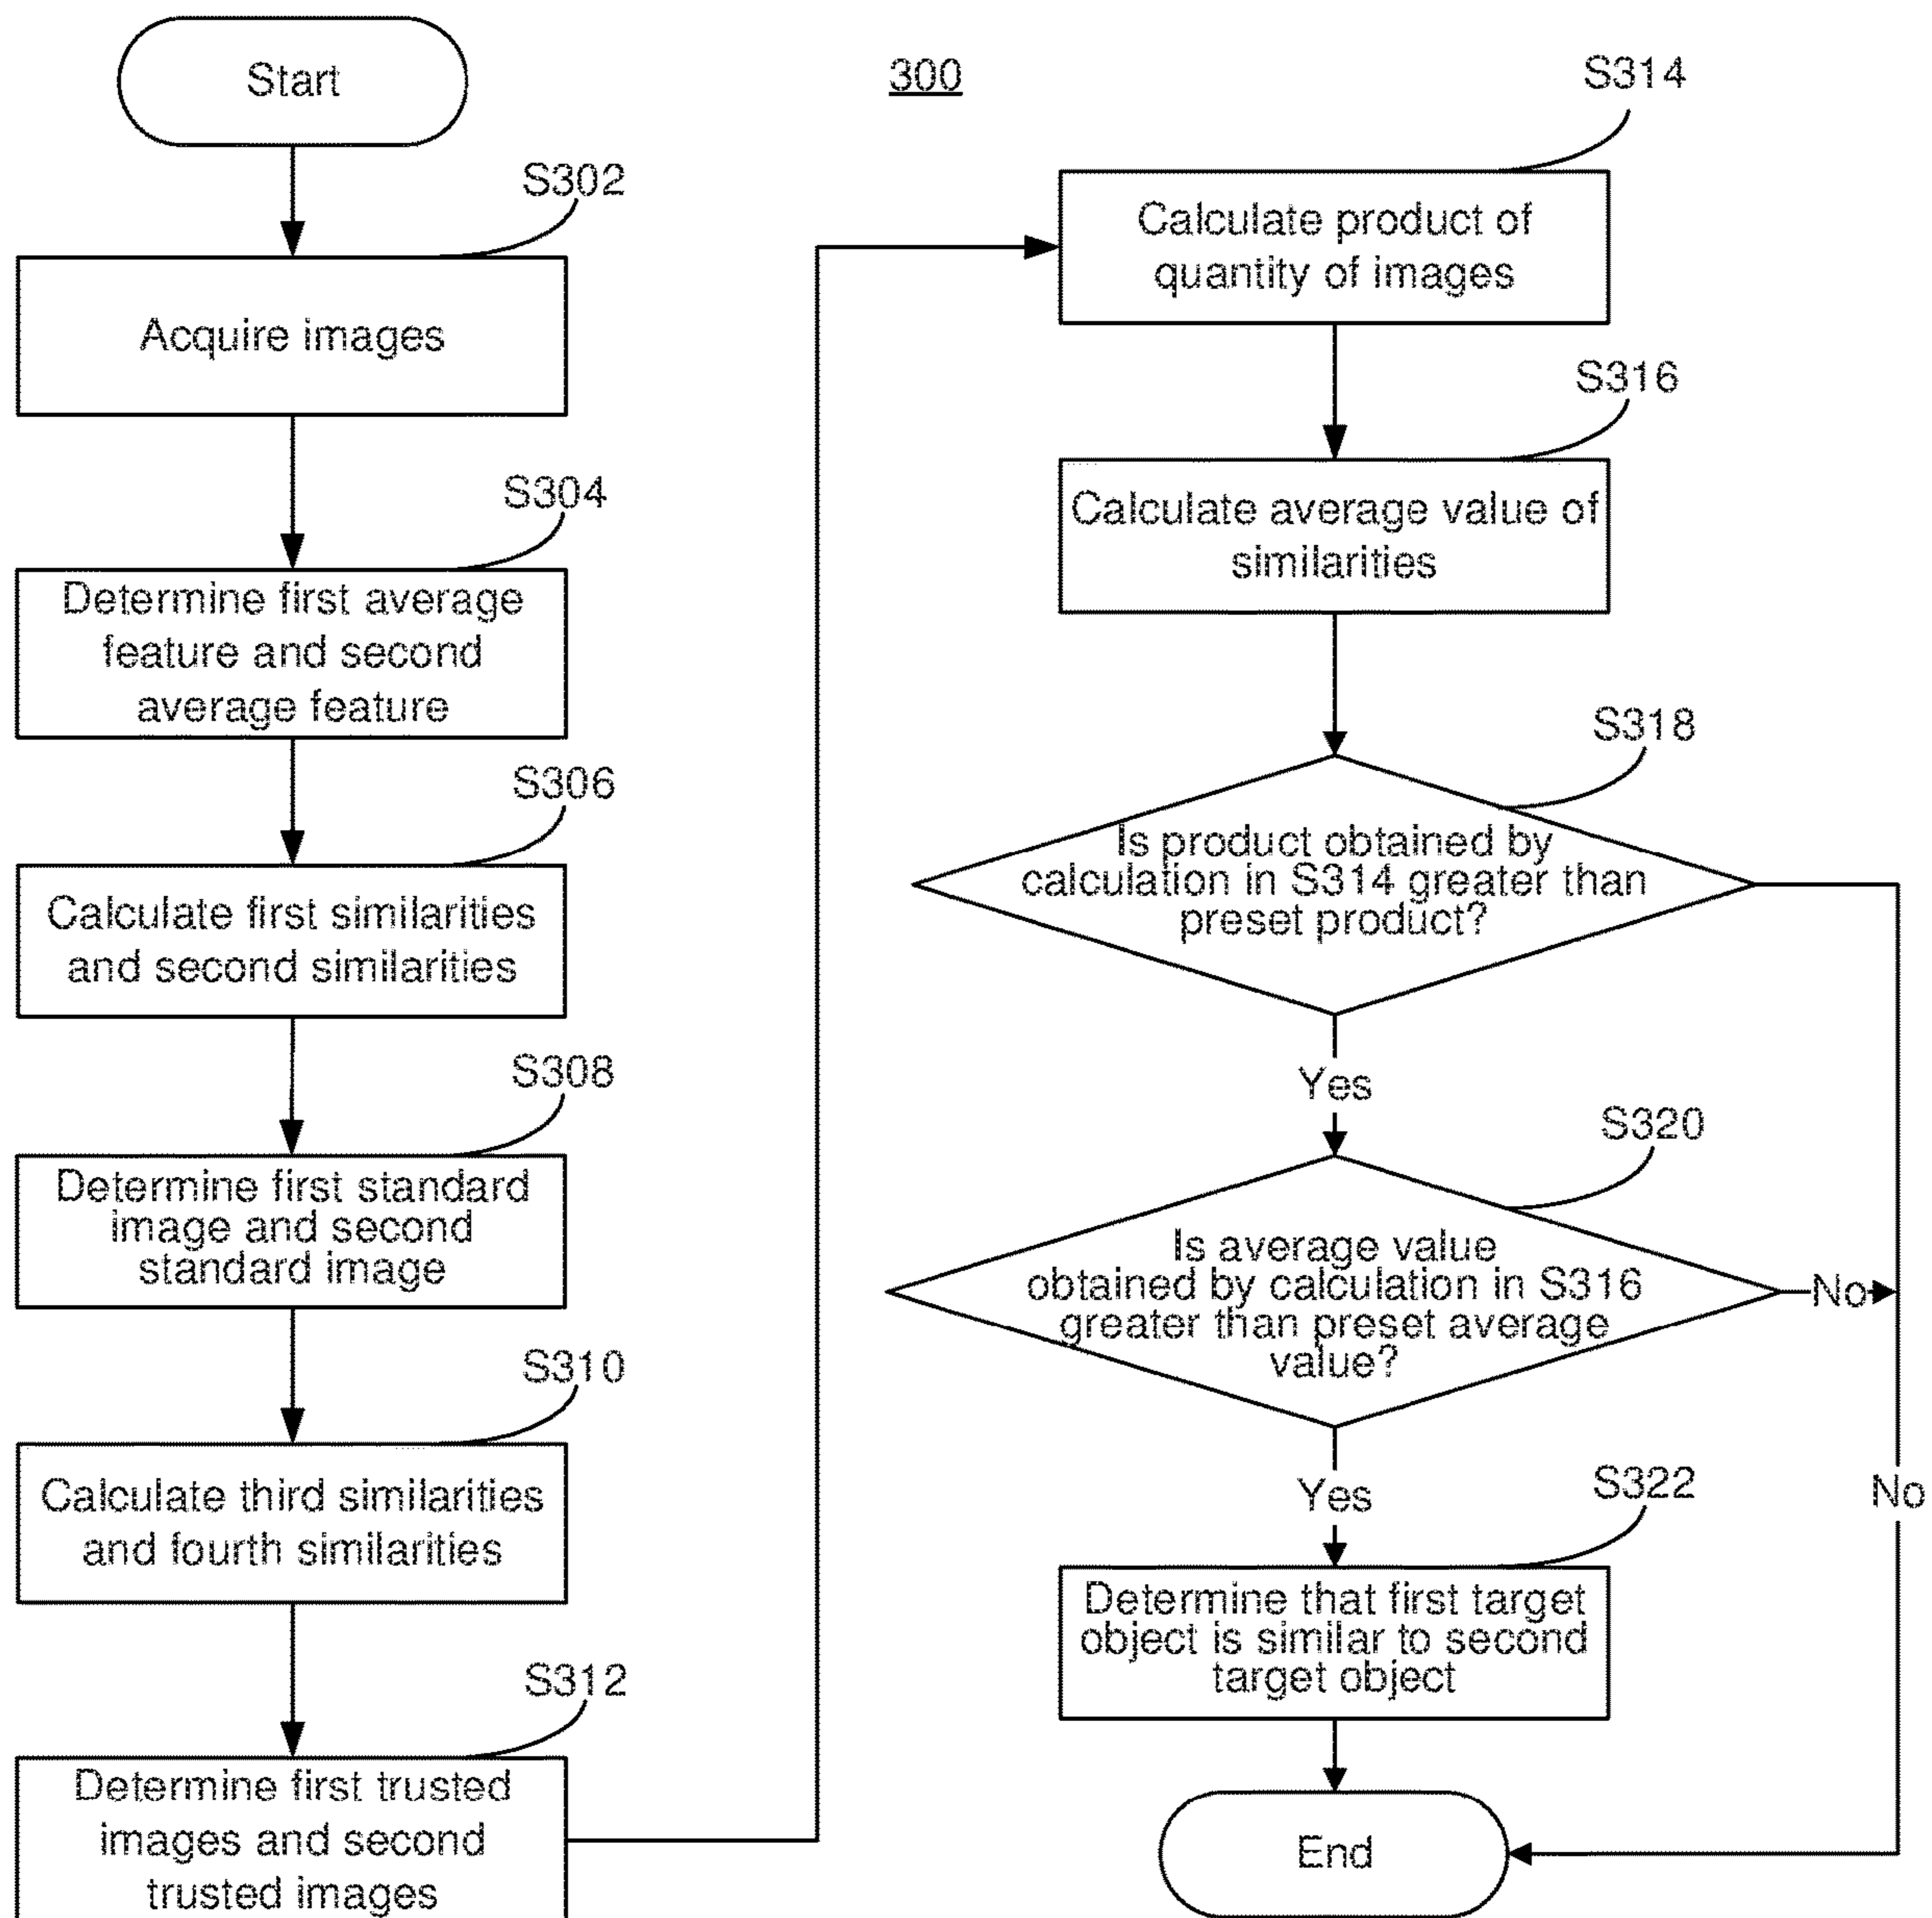 Start
S302
Acquire images
S304
Determine first average
feature and second
average feature
S306
Calculate first similarities
and second similarities
S308
Determine first standard
image and second
standard image
S310
Calculate third similarities
and fourth similarities
S312
Determine first trusted
images and second
trusted images
300
S314
Calculate product of
quantity of images
S316
Calculate average value of
similarities
S318
Is product obtained by
calculation in S314 greater than
preset product?
Yes
S320
Is average value
obtained by calculation in S316
greater than preset average
value?
No
Yes
No
S322
Determine that first target
object is similar to second
target object
End